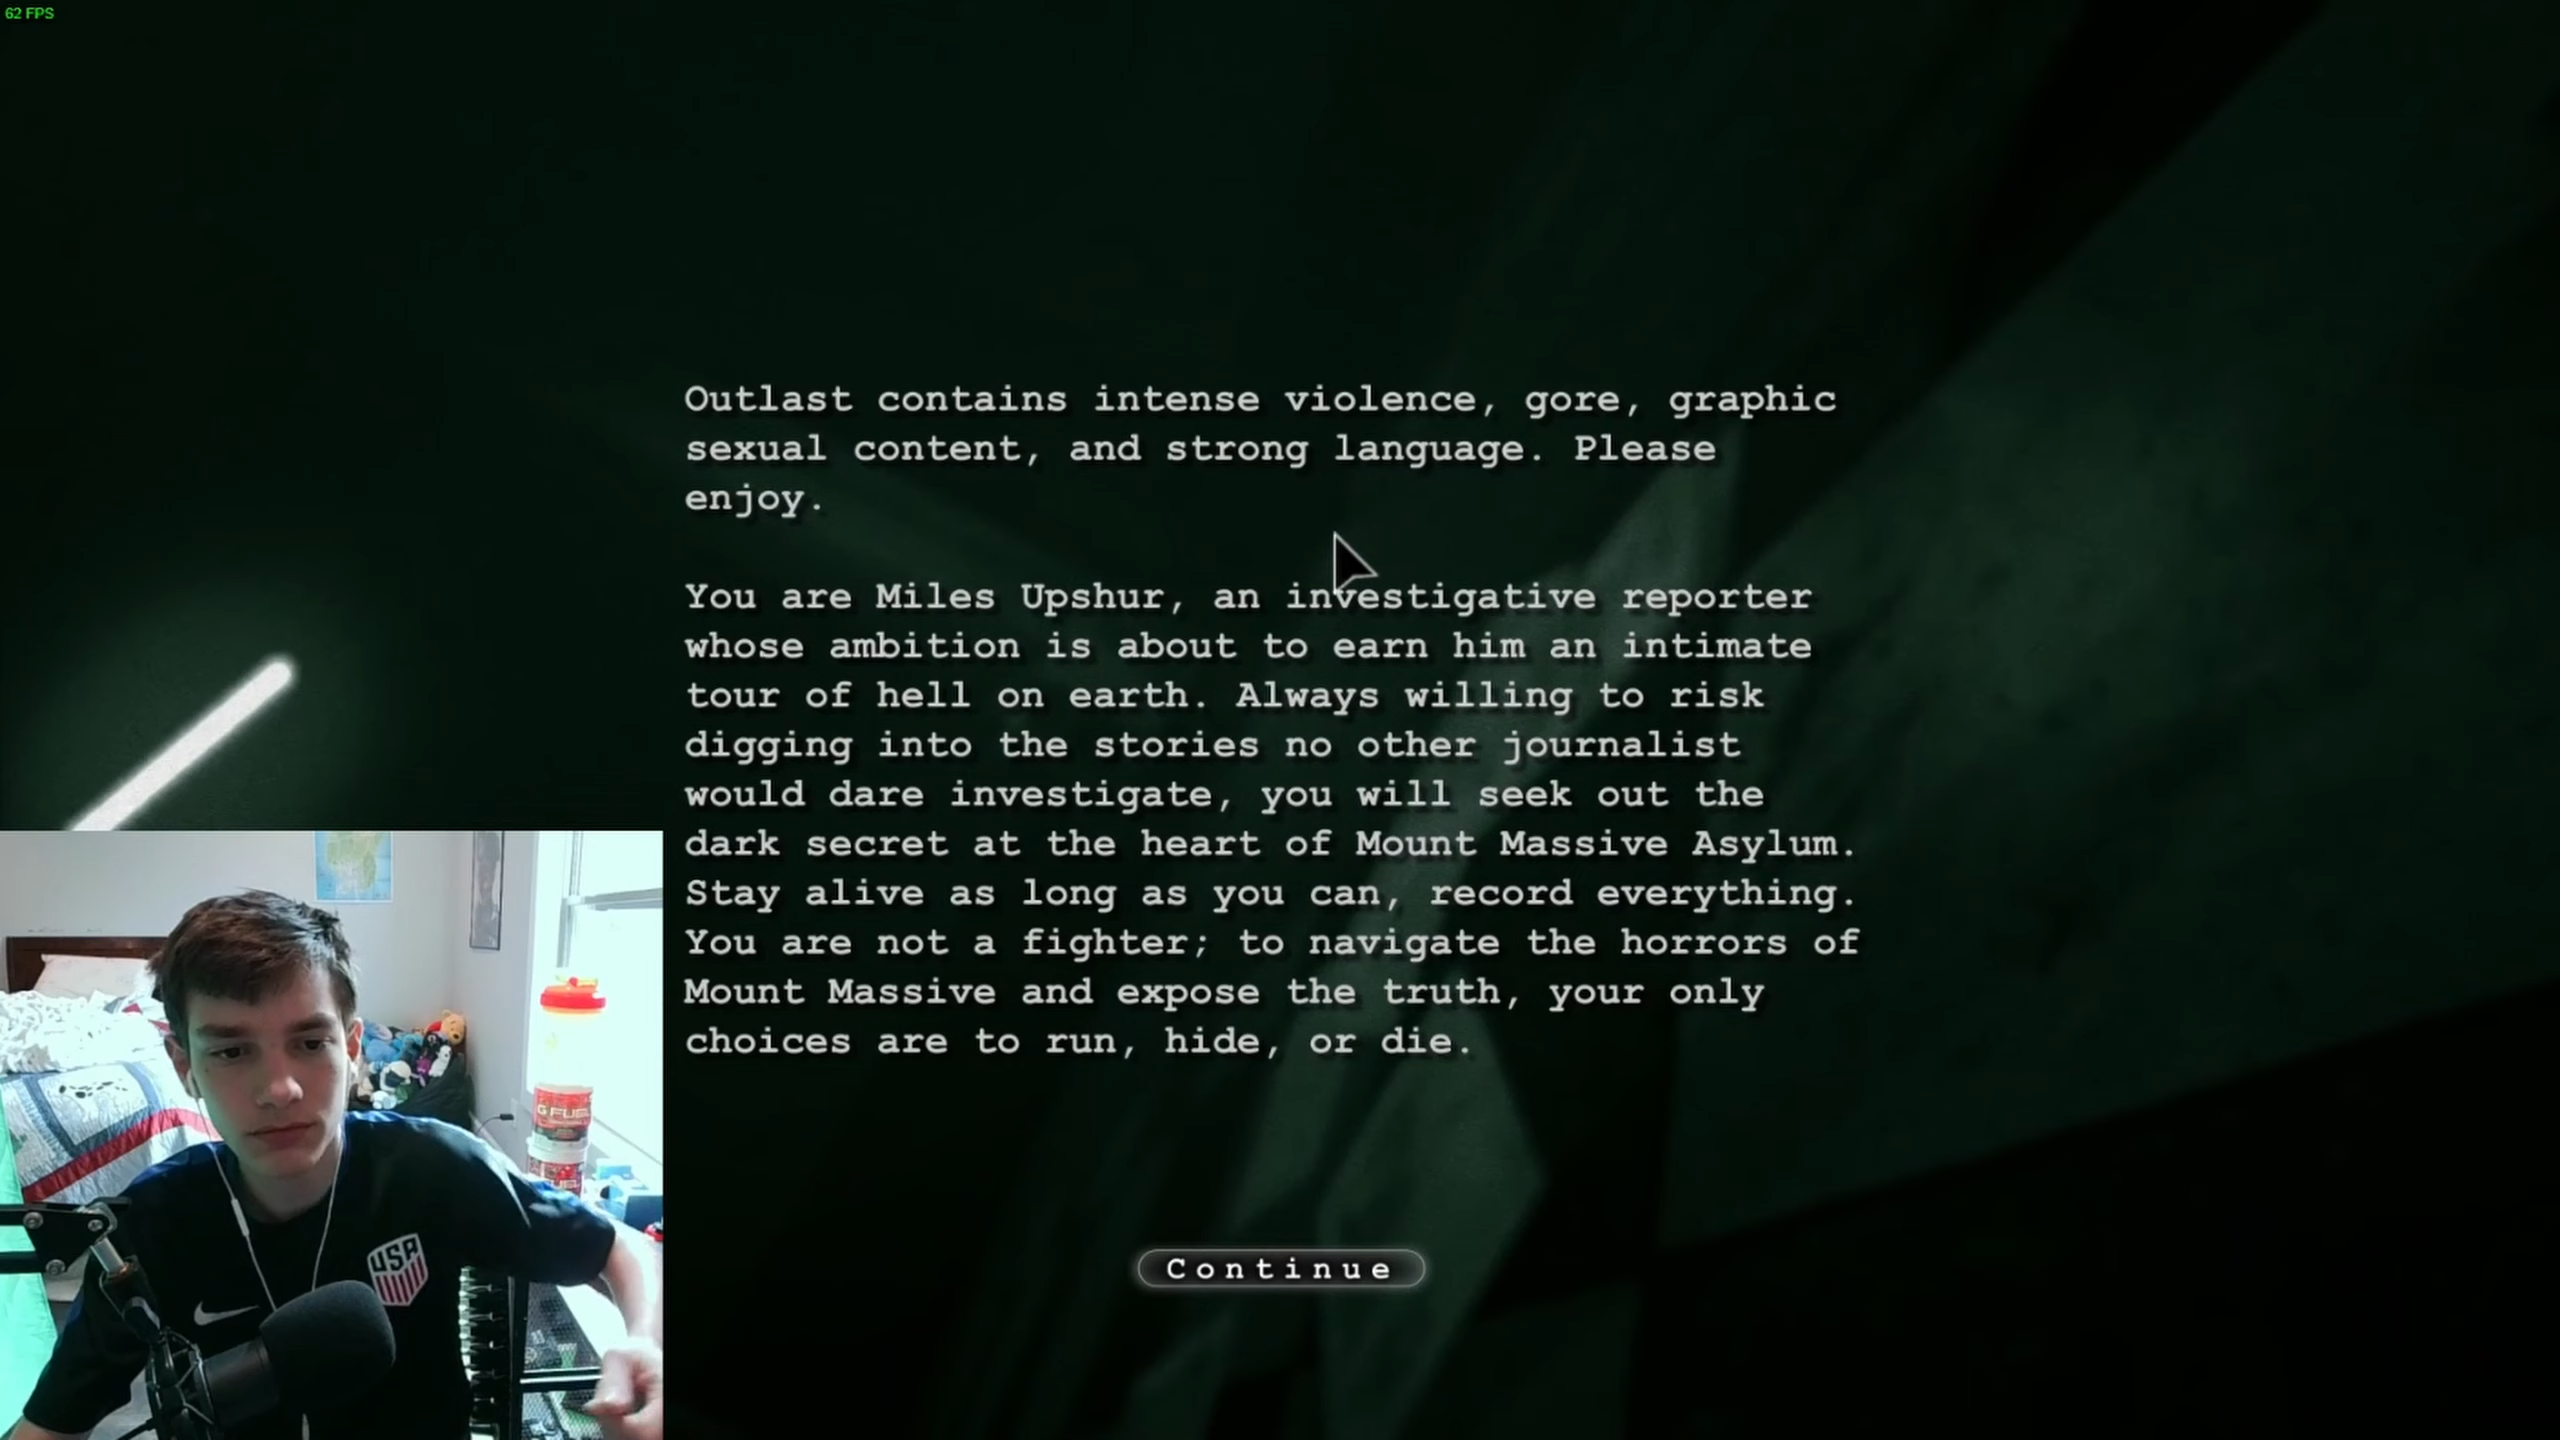 62 FPS
Outlast contains intense violence, gore, graphic
sexual content, and strong language. Please
enjoy.
You are Miles Upshur, an investigative reporter
whose ambition is about to earn him an intimate
tour of hell on earth. Always willing to risk
digging into the stories no other journalist
would dare investigate, you will seek out the
dark secret at the heart of Mount Massive Asylum.
Stay alive as long as you can, record everything.
You are not a fighter; to navigate the horrors of
Mount Massive and expose the truth, your only
choices are to run, hide, or die.
Continue
G FUEL
USA